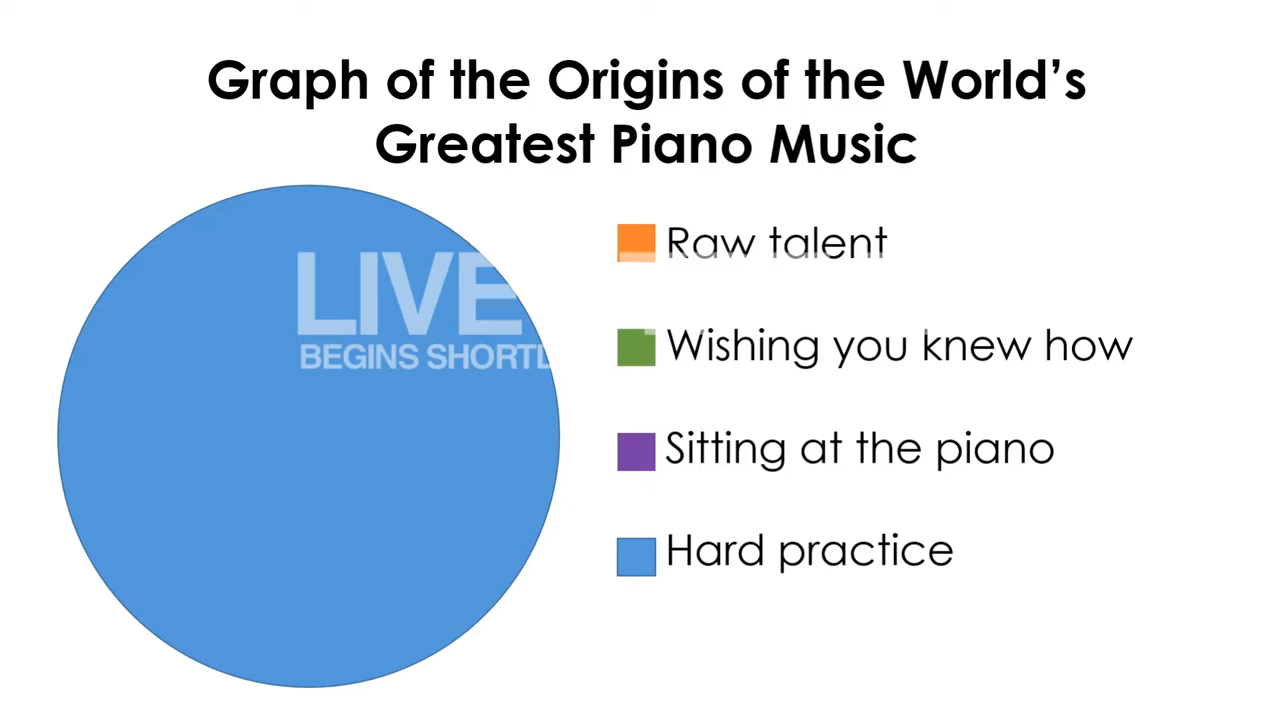 Graph of the Origins of the World’s
Greatest Piano Music
LIVE
BEGINS
Raw talent
Wishing you knew how
Sitting at the piano
Hard practice